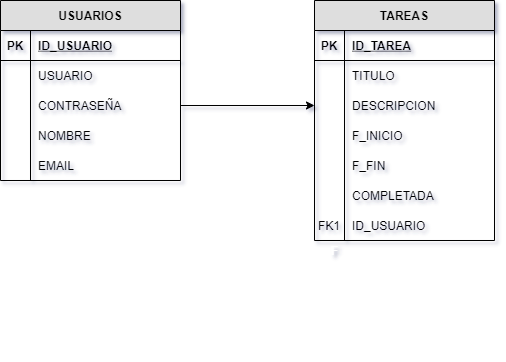 USUARIOS
PK ID_USUARIO
USUARIO
CONTRASEÑA
NOMBRE
EMAIL
TAREAS
PK ID_TAREA
TITULO
DESCRIPCION
F_INICIO
F_FIN
COMPLETADA
FK1 ID_USUARIO